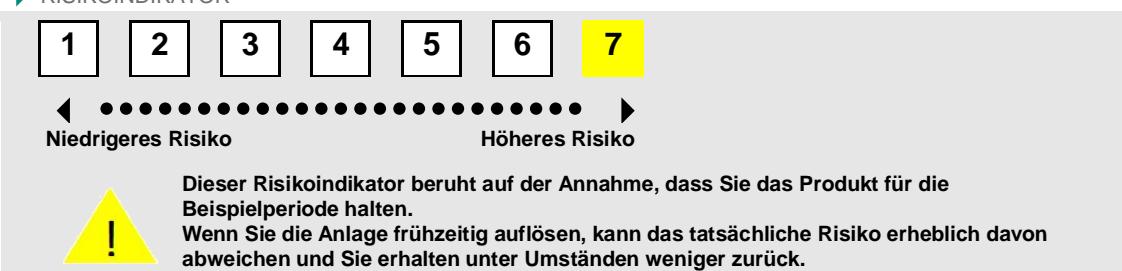 RISIKOINDIKATOR
1 2 3 4 5 6 7
Niedrigeres Risiko Höheres Risiko
Dieser Risikoindikator beruht auf der Annahme, dass Sie das Produkt für die
Beispielperiode halten.
Wenn Sie die Anlage frühzeitig auflösen, kann das tatsächliche Risiko erheblich davon
abweichen und Sie erhalten unter Umständen weniger zurück.
!